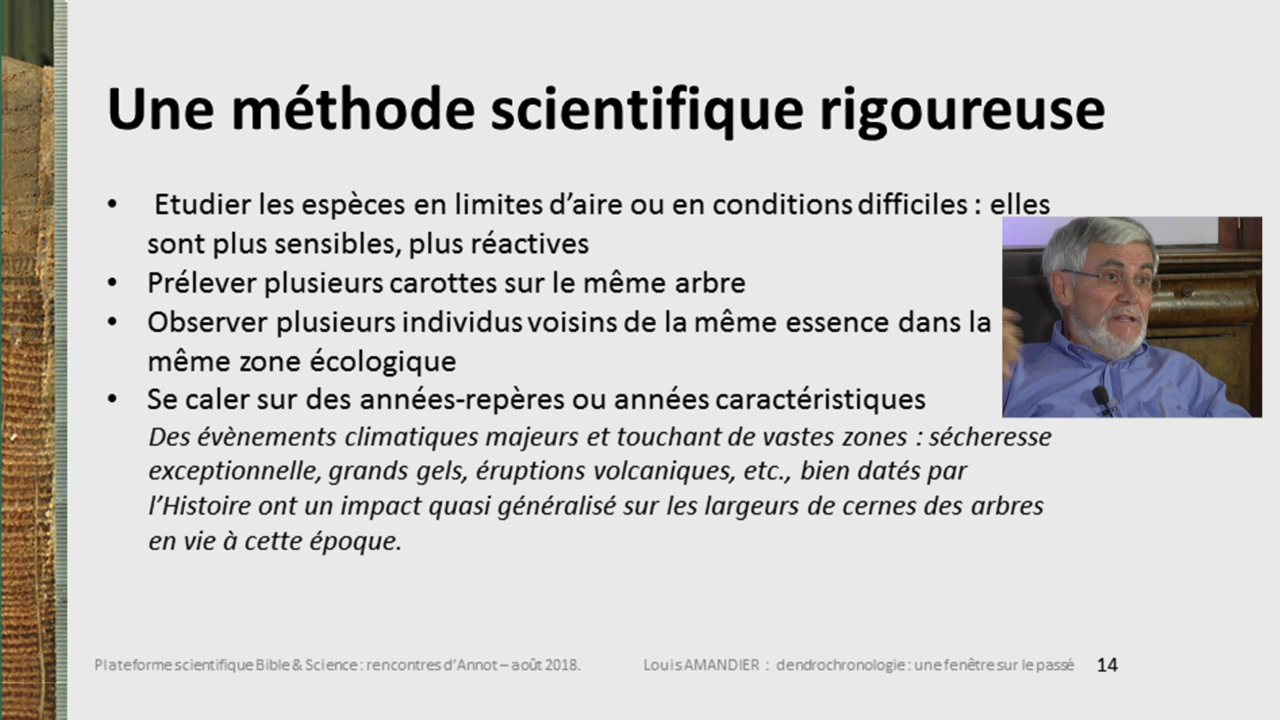 Une méthode scientifique rigoureuse
• Etudier les espèces en limites d’aire ou en conditions difficiles : elles
sont plus sensibles, plus réactives
• Prélever plusieurs carottes sur le même arbre
• Observer plusieurs individus voisins de la même essence dans la
même zone écologique
• Se caler sur des années-repères ou années caractéristiques
Des évènements climatiques majeurs et touchant de vastes zones : sécheresse
exceptionnelle, grands gels, éruptions volcaniques, etc., bien datés par
l’Histoire ont un impact quasi généralisé sur les largeurs de cernes des arbres
en vie à cette époque.
Plateforme scientifique Bible & Science : rencontres d’Annot – août 2018.
Louis AMANDIER : dendrochronologie : une fenêtre sur le passé
14